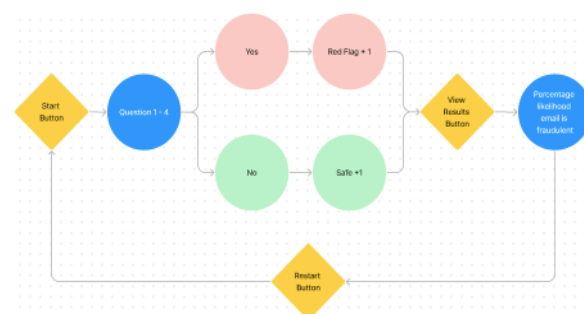 Yes
Red Flag + 1
Start
Button
Question 1 - 4
View
Results
Button
Percentage
likelihood
email is
fraudulent
No
Safe +1
Restart
Button